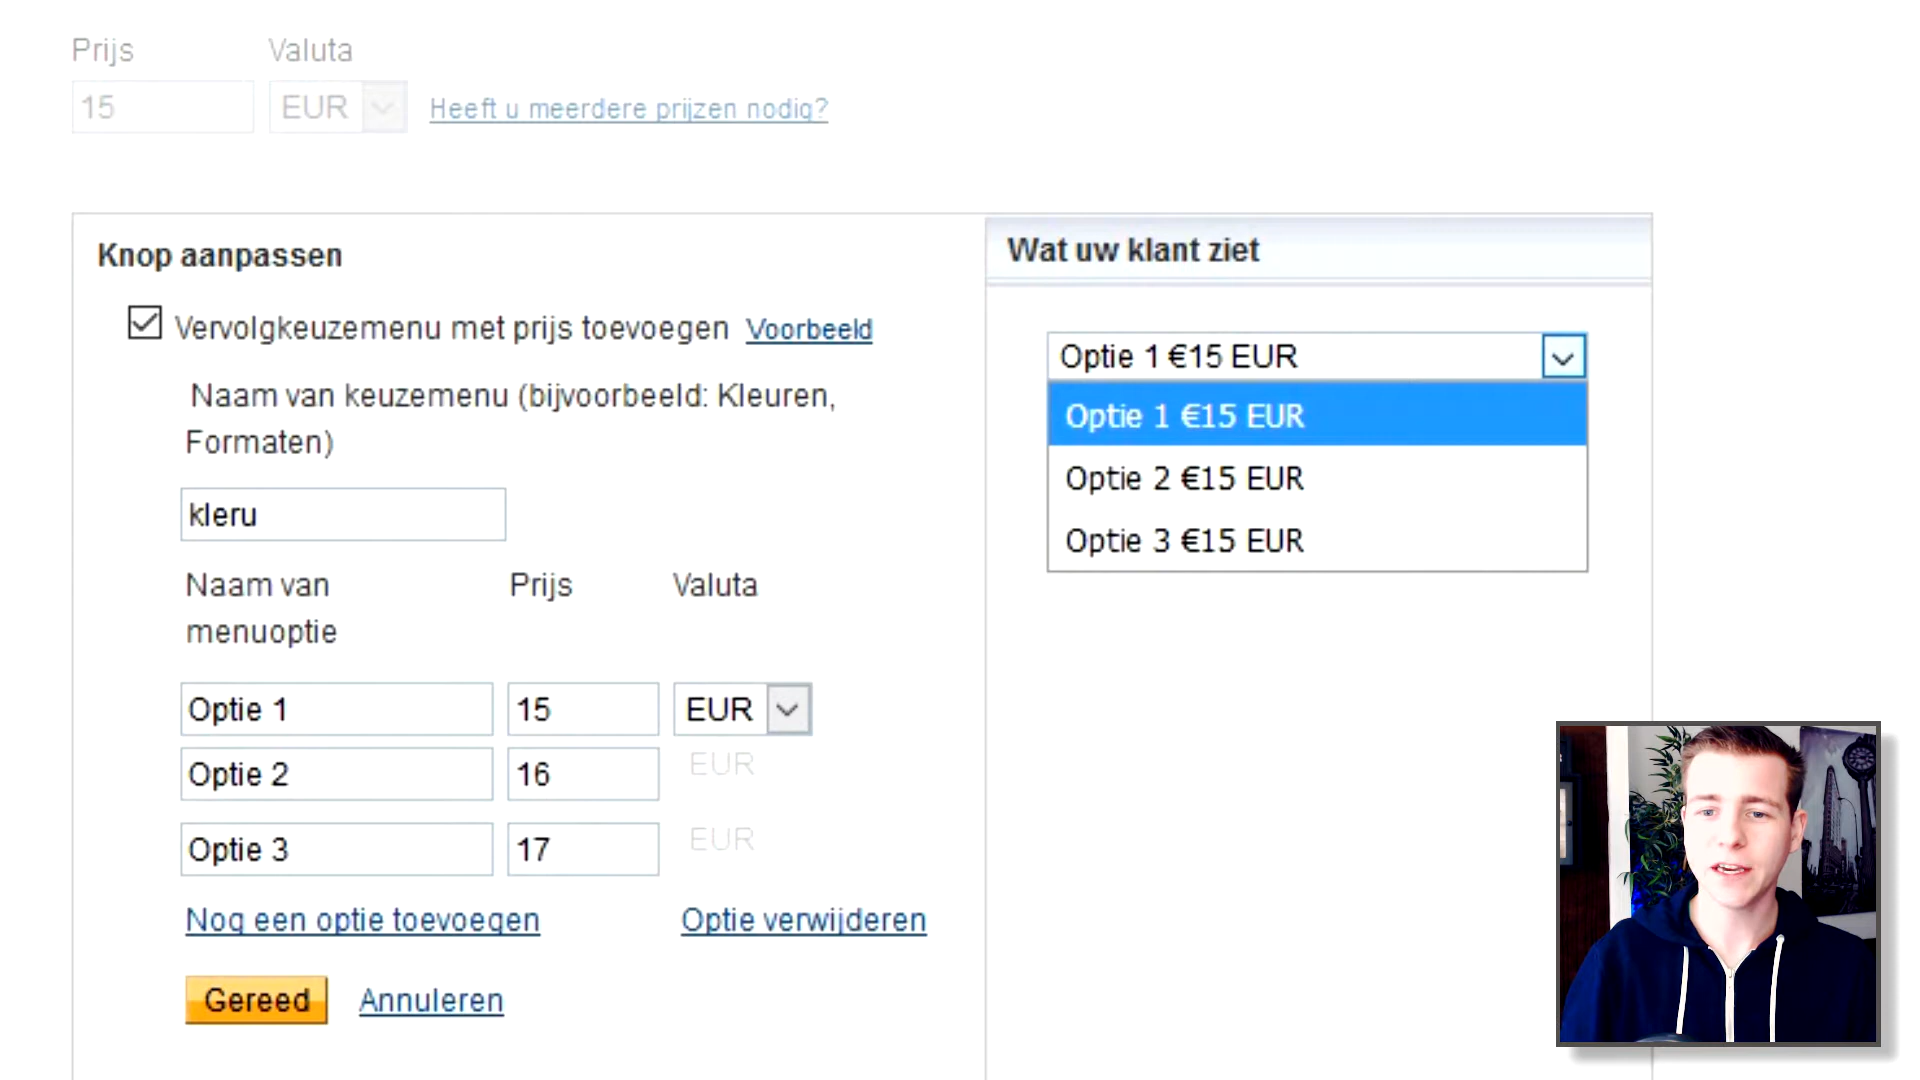 Prijs Valuta
15 EUR Heeft u meerdere prijzen nodig?
Knop aanpassen
Vervolgkeuzemenu met prijs toevoegen Voorbeeld
Naam van keuzemenu (bijvoorbeeld: Kleuren,
Formaten)
kleru
Naam van Prijs Valuta
menuoptie
Optie 1 15 EUR
Optie 2 16 EUR
Optie 3 17 EUR
Nog een optie toevoegen Optie verwijderen
Gereed Annuleren
Wat uw klant ziet
Optie 1 €15 EUR
Optie 1 €15 EUR
Optie 2 €15 EUR
Optie 3 €15 EUR